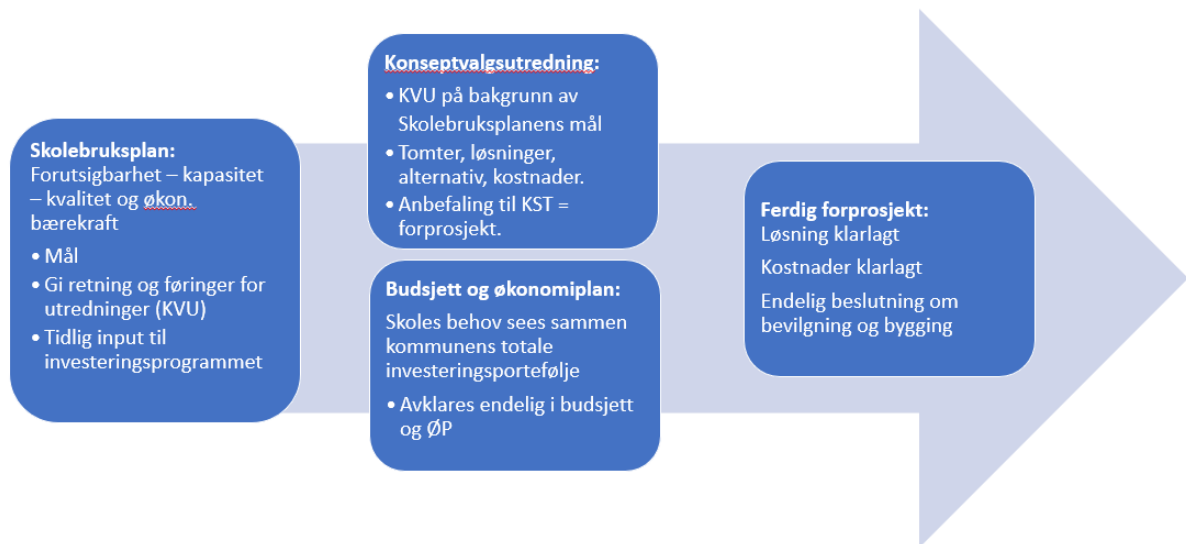 Skolebruksplan:
Forutsigbarhet – kapasitet
– kvalitet og økon.
bærekraft
• Mål
• Gi retning og føringer for
utredninger (KVU)
• Tidlig input til
investeringsprogrammet
Konseptvalgsutredning:
• KVU på bakgrunn av
Skolebruksplanens mål
• Tomter, løsninger,
alternativ, kostnader.
• Anbefaling til KST =
forprosjekt.
Budsjett og økonomiplan:
Skoles behov sees sammen
kommunens totale
investeringsportefølje
• Avklares endelig i budsjett
og ØP
Ferdig forprosjekt:
Løsning klarlagt
Kostnader klarlagt
Endelig beslutning om
bevilgning og bygging